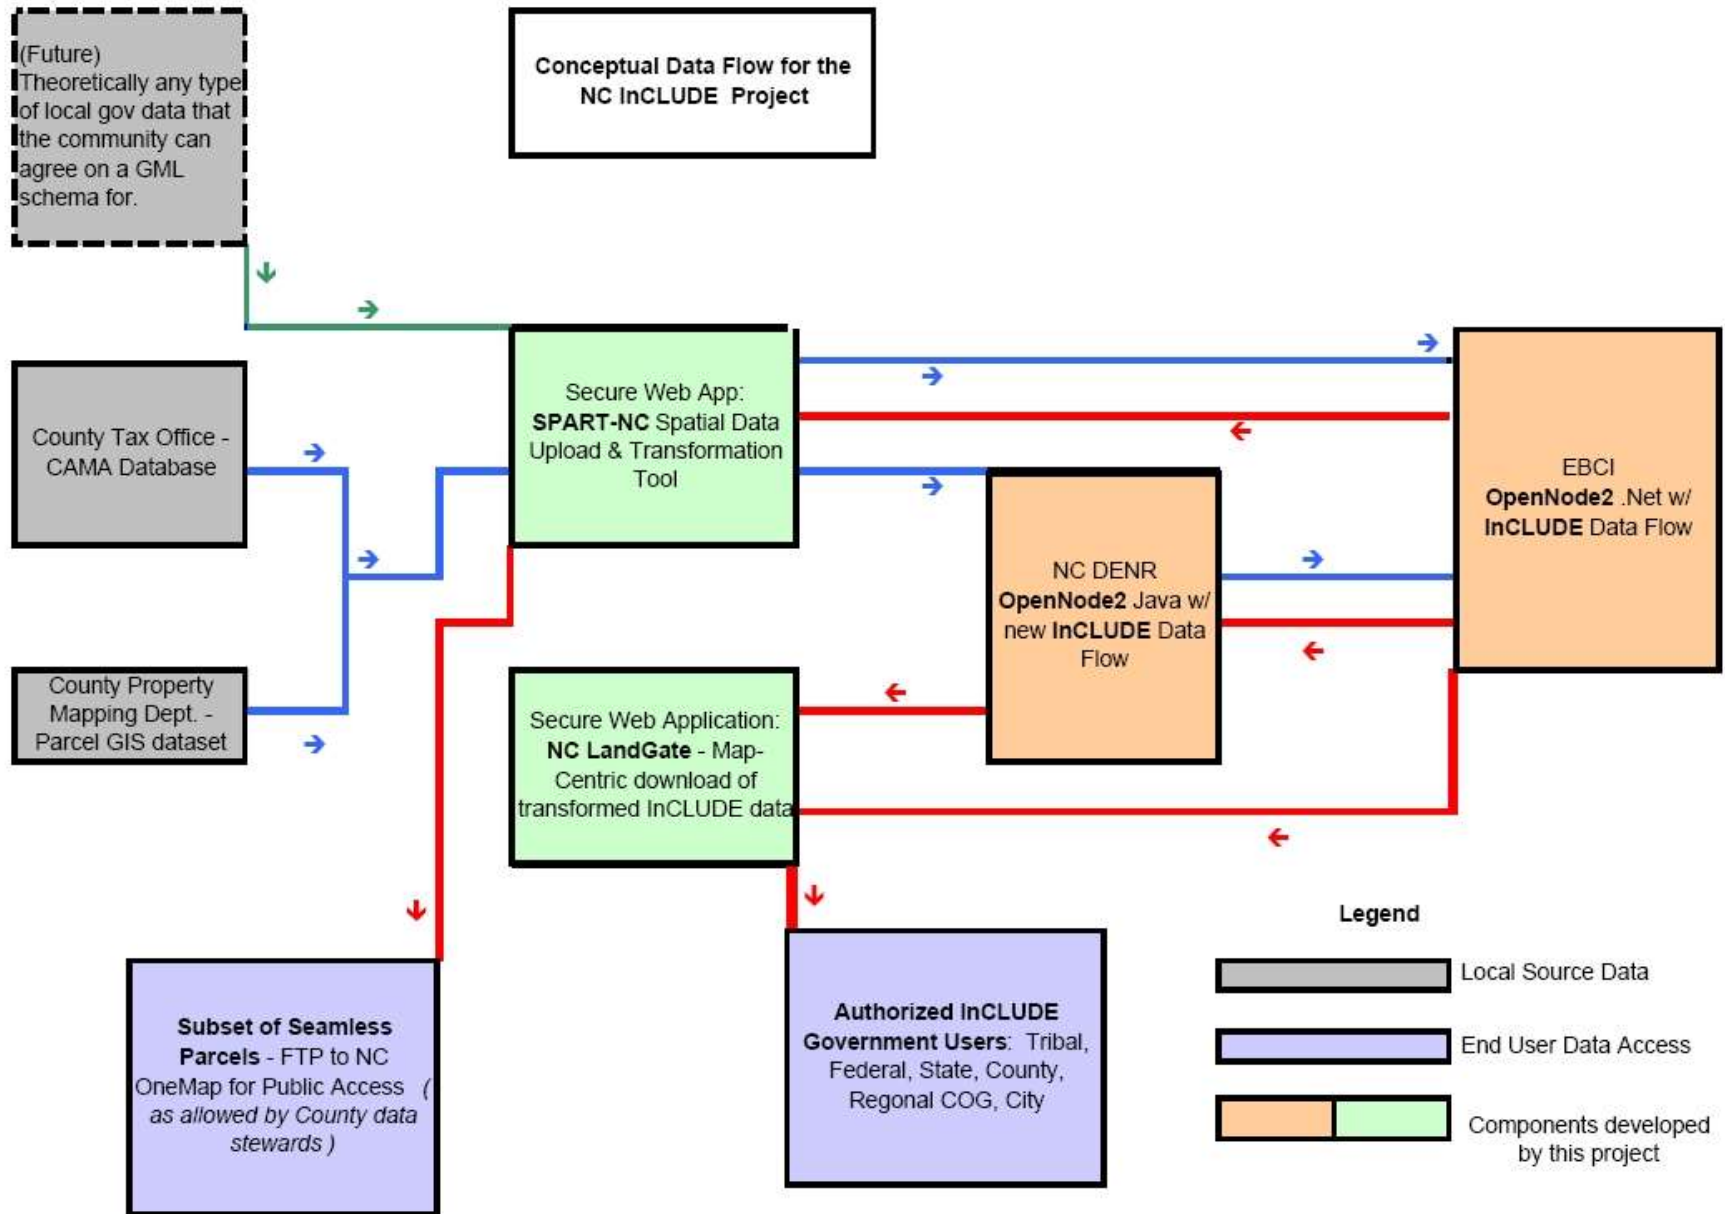 (Future)
Theoretically any type
of local gov data that
the community can
agree on a GML
schema for.
Conceptual Data Flow for the
NC InCLUDE Project
County Tax Office -
CAMA Database
County Property
Mapping Dept. -
Parcel GIS dataset
Secure Web App:
SPART-NC Spatial Data
Upload & Transformation
Tool
EBCI
OpenNode2 .Net w/
InCLUDE Data Flow
NC DENR
OpenNode2 Java w/
new InCLUDE Data
Flow
Secure Web Application:
NC LandGate - Map-
Centric download of
transformed InCLUDE data
Subset of Seamless
Parcels - FTP to NC
OneMap for Public Access (
as allowed by County data
stewards )
Authorized InCLUDE
Government Users: Tribal,
Federal, State, County,
Regional COG, City
Legend
Local Source Data
End User Data Access
Components developed
by this project